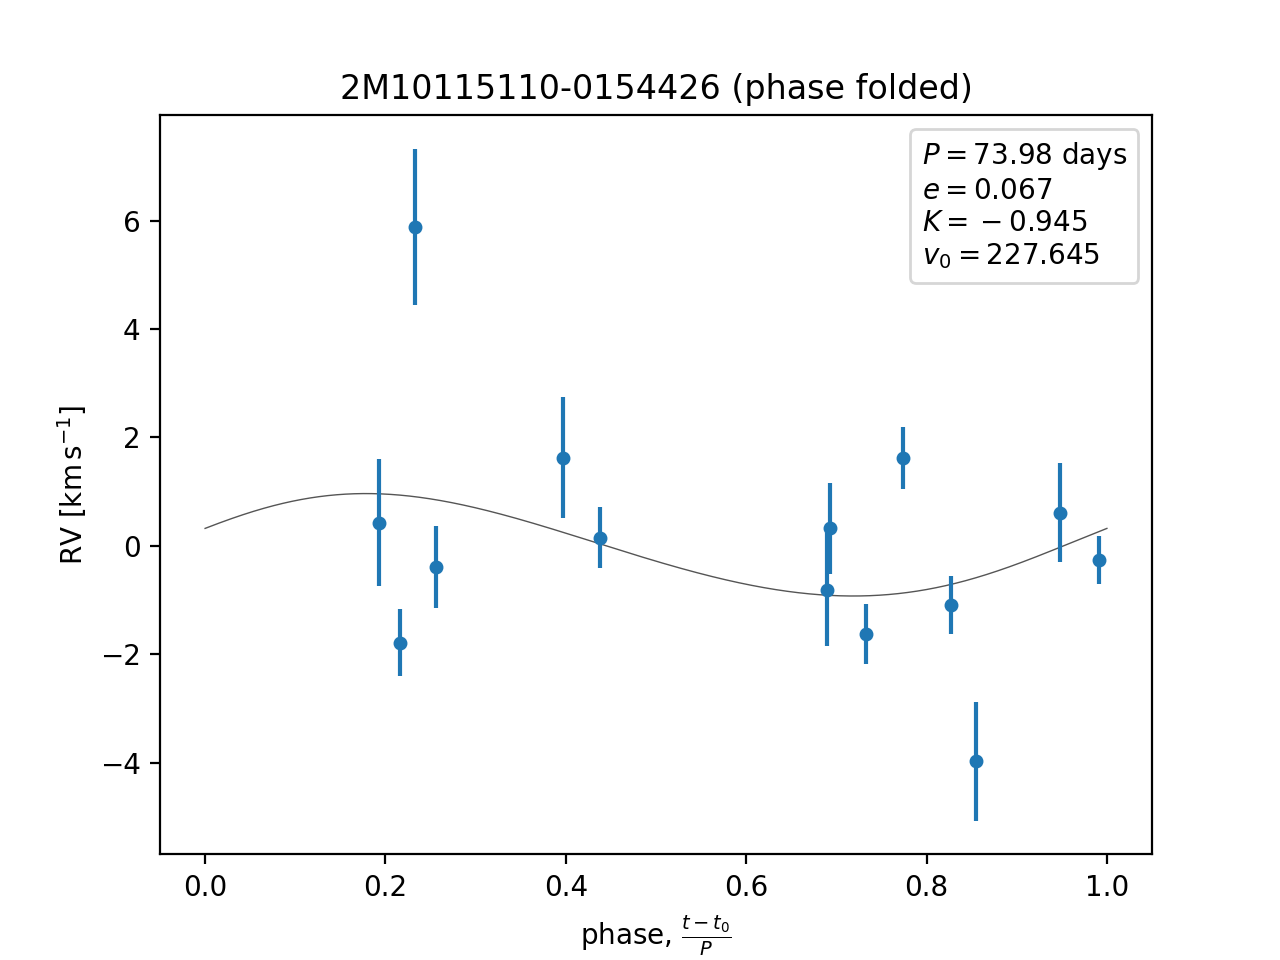 2M10115110-0154426 (phase folded)
P = 73.98 days
e = 0.067
K = −0.945
v₀ = 227.645
RV [km s⁻¹]
6
4
2
0
−2
−4
0.0 0.2 0.4 0.6 0.8 1.0
phase, (t − t₀)/P